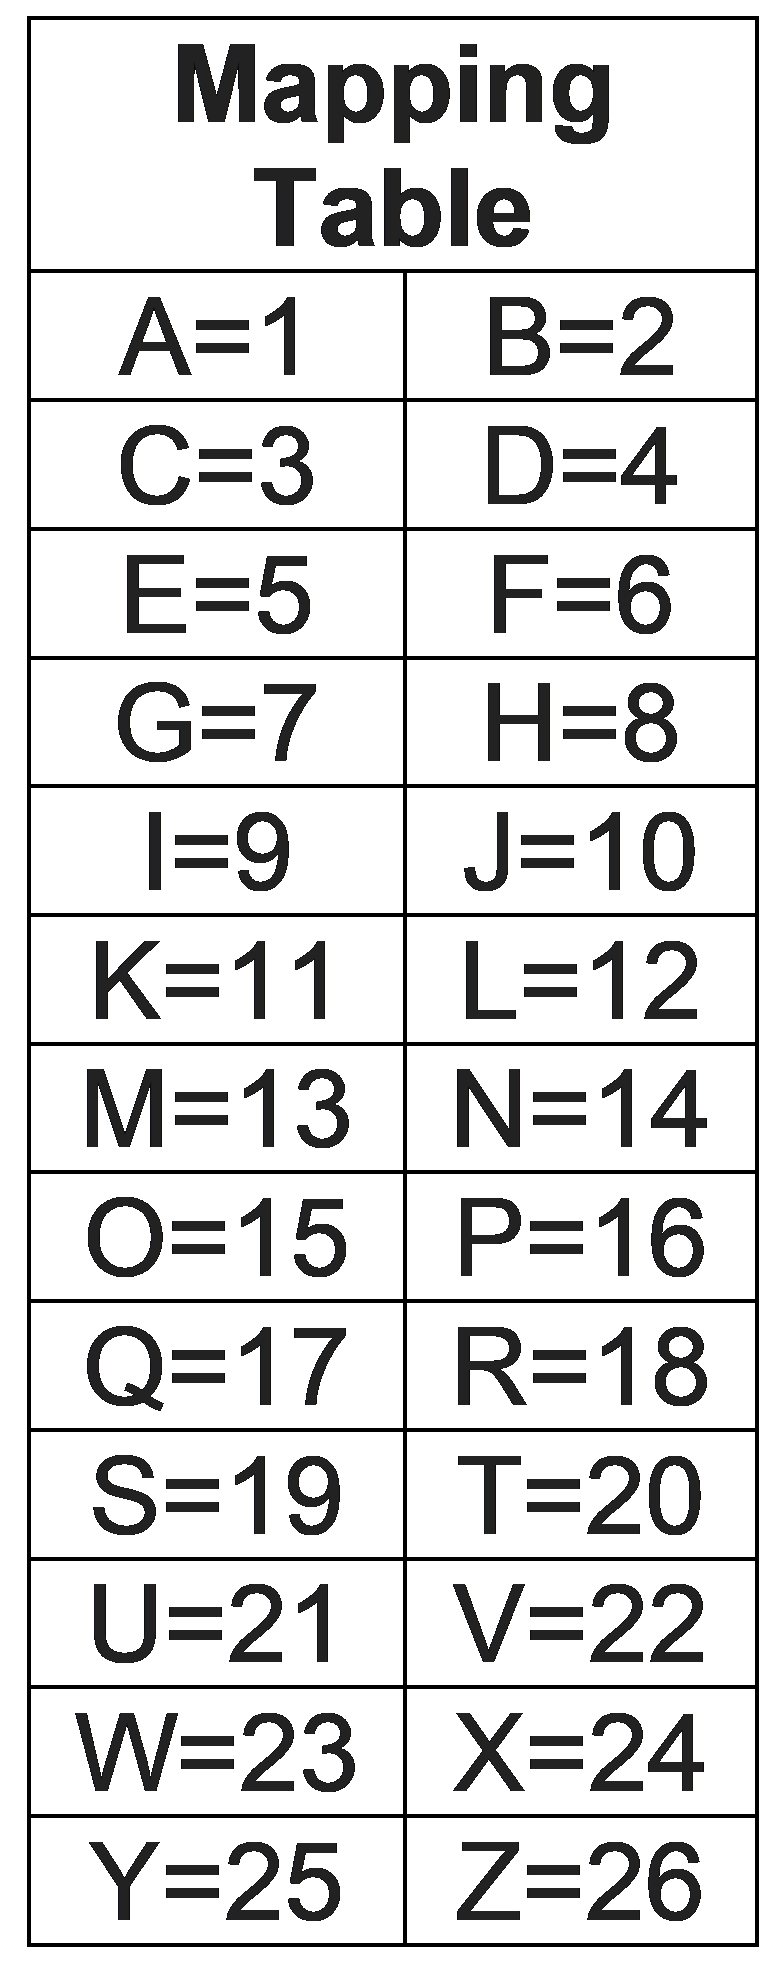 Mapping
Table
A=1 B=2
C=3 D=4
E=5 F=6
G=7 H=8
I=9 J=10
K=11 L=12
M=13 N=14
O=15 P=16
Q=17 R=18
S=19 T=20
U=21 V=22
W=23 X=24
Y=25 Z=26